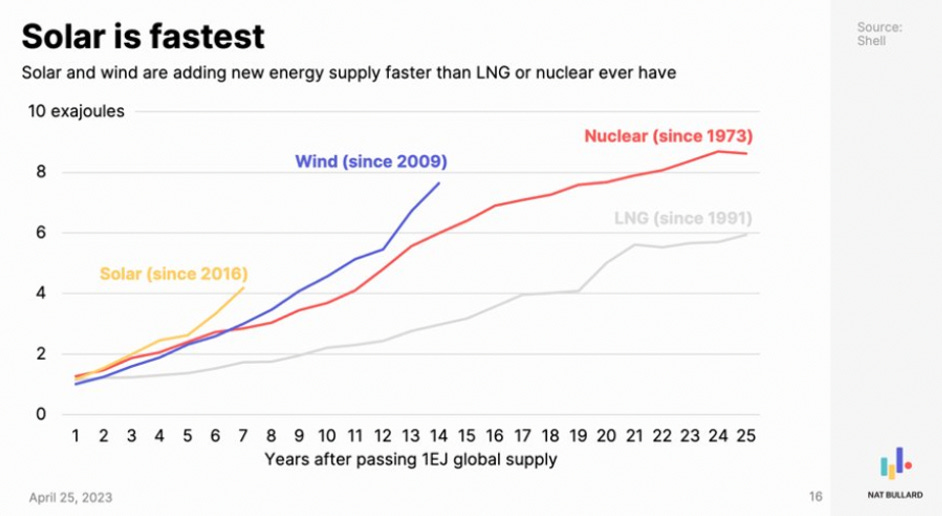 Solar is fastest
Source:
Shell
Solar and wind are adding new energy supply faster than LNG or nuclear ever have
10 exajoules
Nuclear (since 1973)
Wind (since 2009)
8
LNG (since 1991)
6
Solar (since 2016)
4
2
0
1 2 3 4 5 6 7 8 9 10 11 12 13 14 15 16 17 18 19 20 21 22 23 24 25
Years after passing 1EJ global supply
April 25, 2023
16
NAT BULLARD